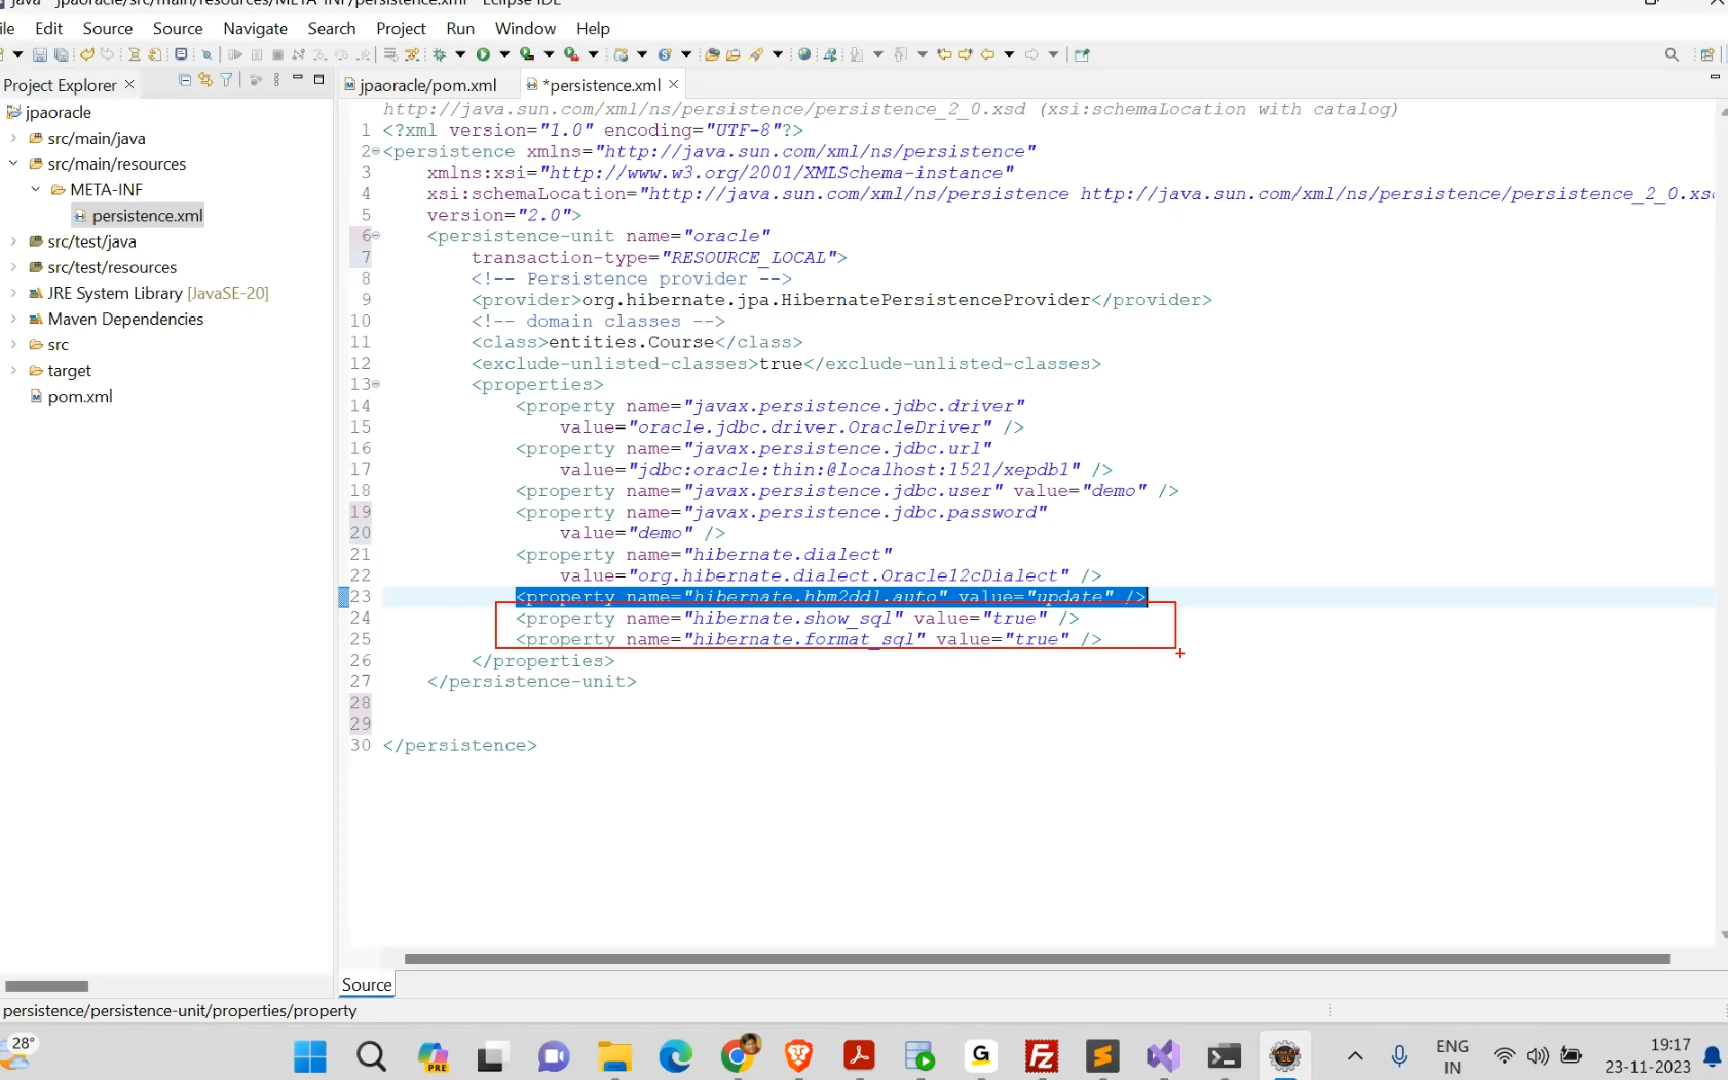 java - jpaoracle/src/main/resources/META-INF/persistence.xml - Eclipse IDE
ile Edit Source Source Navigate Search Project Run Window Help
Project Explorer
jpaoracle/pom.xml
*persistence.xml
jpaoracle
src/main/java
src/main/resources
META-INF
persistence.xml
src/test/java
src/test/resources
JRE System Library [JavaSE-20]
Maven Dependencies
src
target
pom.xml
http://java.sun.com/xml/ns/persistence/persistence_2_0.xsd (xsi:schemaLocation with catalog)
1 <?xml version="1.0" encoding="UTF-8"?>
2 <persistence xmlns="http://java.sun.com/xml/ns/persistence"
3 xmlns:xsi="http://www.w3.org/2001/XMLSchema-instance"
4 xsi:schemaLocation="http://java.sun.com/xml/ns/persistence http://java.sun.com/xml/ns/persistence/persistence_2_0.xsd
5 version="2.0">
6 <persistence-unit name="oracle"
7 transaction-type="RESOURCE_LOCAL">
8 <!-- Persistence provider -->
9 <provider>org.hibernate.jpa.HibernatePersistenceProvider</provider>
10 <!-- domain classes -->
11 <class>entities.Course</class>
12 <exclude-unlisted-classes>true</exclude-unlisted-classes>
13 <properties>
14 <property name="javax.persistence.jdbc.driver"
15 value="oracle.jdbc.driver.OracleDriver" />
16 <property name="javax.persistence.jdbc.url"
17 value="jdbc:oracle:thin:@localhost:1521/xepdb1" />
18 <property name="javax.persistence.jdbc.user" value="demo" />
19 <property name="javax.persistence.jdbc.password"
20 value="demo" />
21 <property name="hibernate.dialect"
22 value="org.hibernate.dialect.Oracle12cDialect" />
23 <property name="hibernate.hbm2ddl.auto" value="update" />
24 <property name="hibernate.show_sql" value="true" />
25 <property name="hibernate.format_sql" value="true" />
26 </properties>
27 </persistence-unit>
28
29
30 </persistence>
Source
persistence/persistence-unit/properties/property
28°
PRE
ENG
IN
19:17
23-11-2023